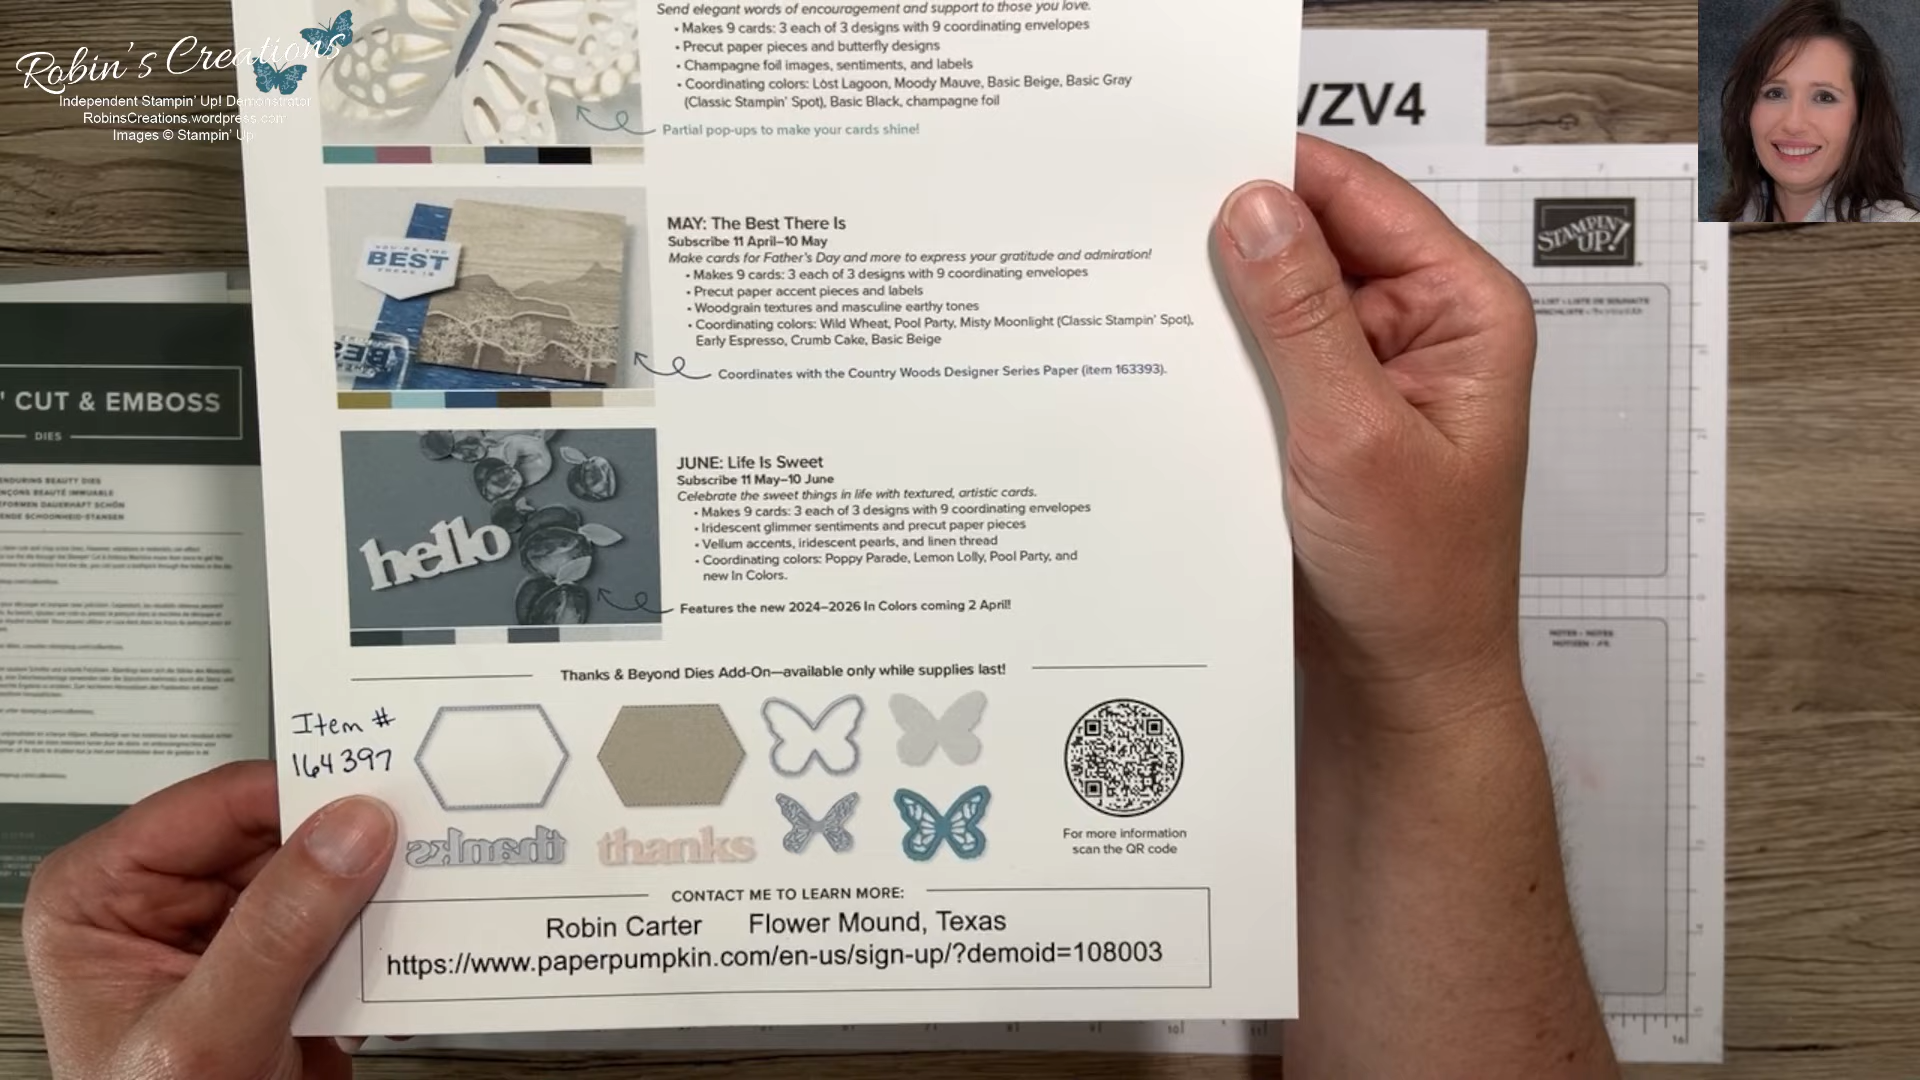 Robin's Creations
Independent Stampin' Up! Demonstrator
RobinsCreations.wordpress.com
Images © Stampin' Up
Send elegant words of encouragement and support to those you love.
• Makes 9 cards: 3 each of 3 designs with 9 coordinating envelopes
• Precut paper pieces and butterfly designs
• Champagne foil images, sentiments, and labels
• Coordinating colors: Lost Lagoon, Moody Mauve, Basic Beige, Basic Gray
(Classic Stampin' Spot), Basic Black, champagne foil
Partial pop-ups to make your cards shine!
VZV4
STAMPIN' UP!
YOU'RE THE
BEST
THERE IS
MAY: The Best There Is
Subscribe 11 April–10 May
Make cards for Father's Day and more to express your gratitude and admiration!
• Makes 9 cards: 3 each of 3 designs with 9 coordinating envelopes
• Precut paper accent pieces and labels
• Woodgrain textures and masculine earthy tones
• Coordinating colors: Wild Wheat, Pool Party, Misty Moonlight (Classic Stampin' Spot),
Early Espresso, Crumb Cake, Basic Beige
Coordinates with the Country Woods Designer Series Paper (item 163393).
' CUT & EMBOSS
DIES
ENDURING BEAUTY DIES
hello
JUNE: Life Is Sweet
Subscribe 11 May–10 June
Celebrate the sweet things in life with textured, artistic cards.
• Makes 9 cards: 3 each of 3 designs with 9 coordinating envelopes
• Iridescent glimmer sentiments and precut paper pieces
• Vellum accents, iridescent pearls, and linen thread
• Coordinating colors: Poppy Parade, Lemon Lolly, Pool Party, and
new In Colors.
Features the new 2024–2026 In Colors coming 2 April!
NOTES • NOTES
Thanks & Beyond Dies Add-On—available only while supplies last!
Item #
164397
thanks
thanks
For more information
scan the QR code
CONTACT ME TO LEARN MORE:
Robin Carter Flower Mound, Texas
https://www.paperpumpkin.com/en-us/sign-up/?demoid=108003